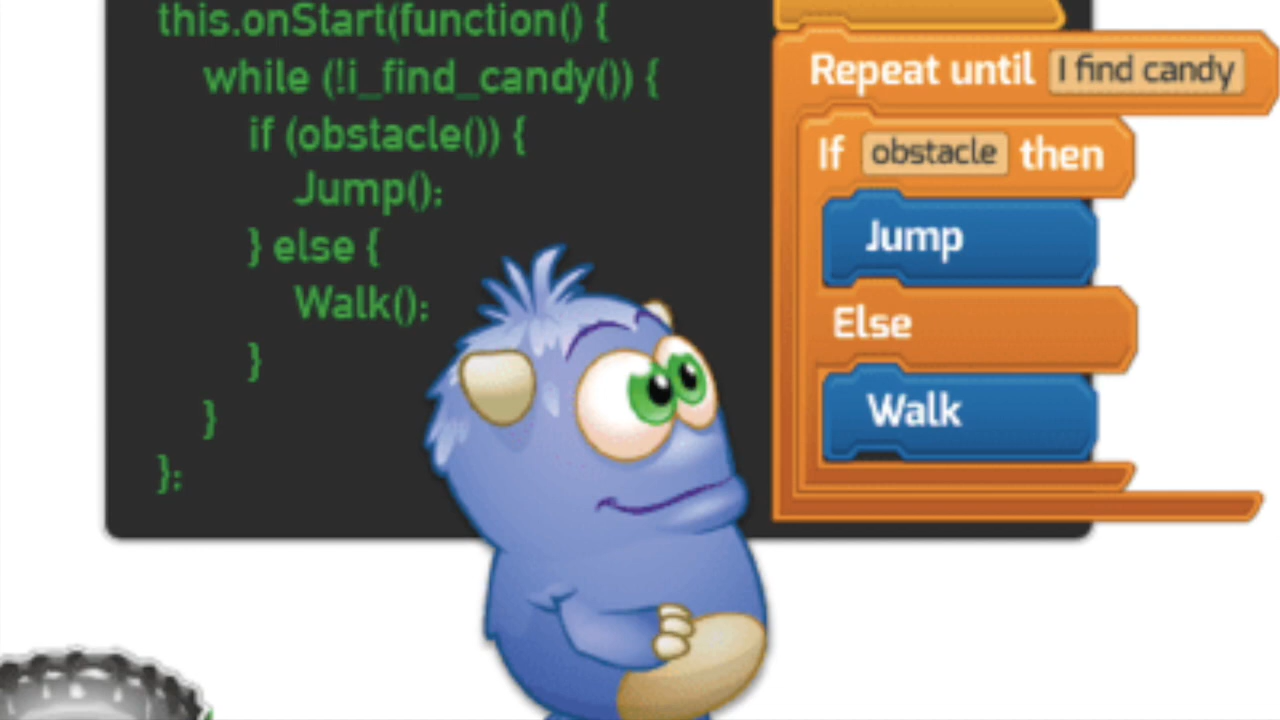 this.onStart(function() {
while (!i_find_candy()) {
if (obstacle()) {
Jump();
} else {
Walk();
}
}
};
Repeat until I find candy
If obstacle then
Jump
Else
Walk